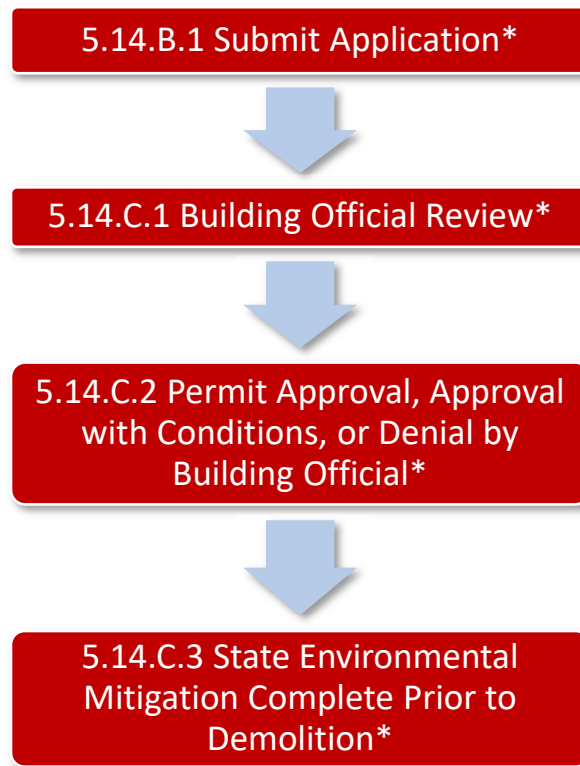 5.14.B.1 Submit Application*
5.14.C.1 Building Official Review*
5.14.C.2 Permit Approval, Approval
with Conditions, or Denial by
Building Official*
5.14.C.3 State Environmental
Mitigation Complete Prior to
Demolition*